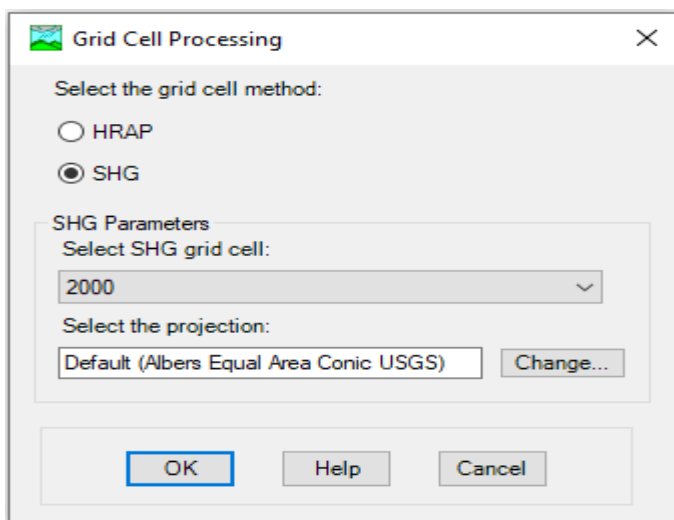 Grid Cell Processing
Select the grid cell method:
HRAP
SHG
SHG Parameters
Select SHG grid cell:
2000
Select the projection:
Default (Albers Equal Area Conic USGS)
Change...
OK
Help
Cancel